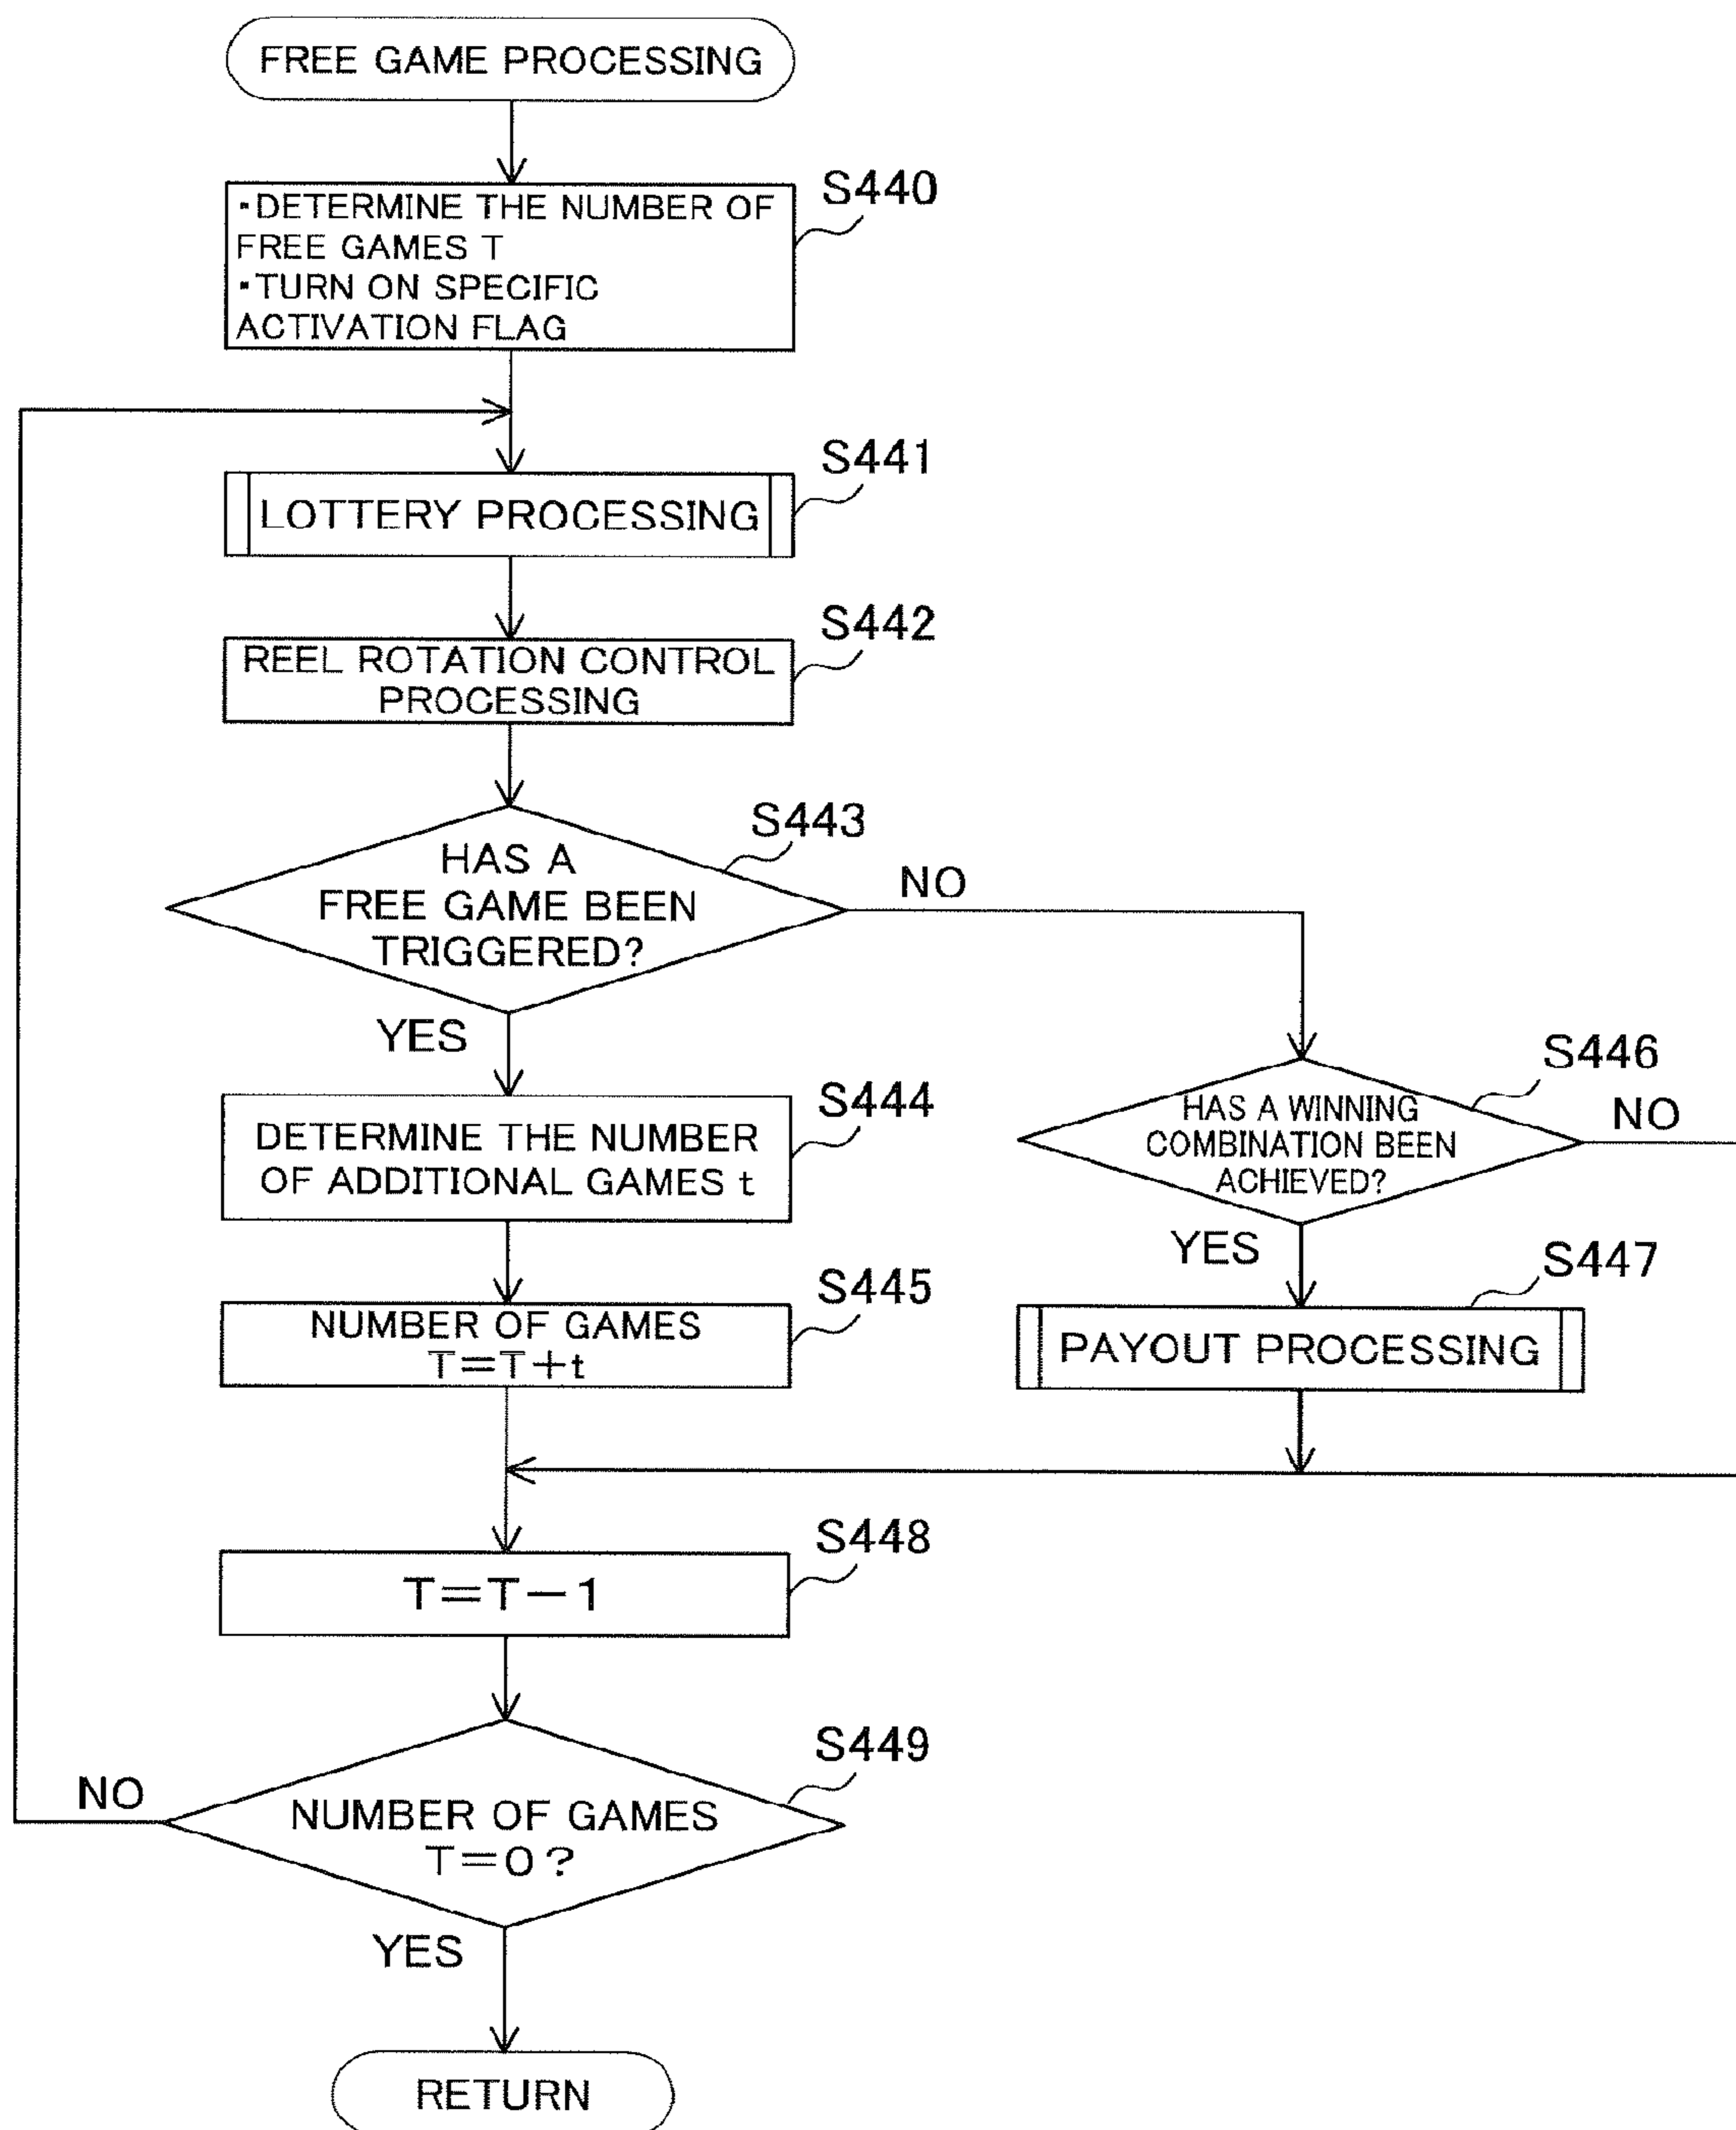 FREE GAME PROCESSING
S440
▪DETERMINE THE NUMBER OF
FREE GAMES T
▪TURN ON SPECIFIC
ACTIVATION FLAG
S441
LOTTERY PROCESSING
S442
REEL ROTATION CONTROL
PROCESSING
S443
HAS A
FREE GAME BEEN
TRIGGERED?
NO
YES
S444
DETERMINE THE NUMBER
OF ADDITIONAL GAMES t
S446
HAS A WINNING
COMBINATION BEEN
ACHIEVED?
NO
YES
S445
NUMBER OF GAMES
T=T+t
S447
PAYOUT PROCESSING
S448
T=T-1
S449
NUMBER OF GAMES
T=0?
NO
YES
RETURN